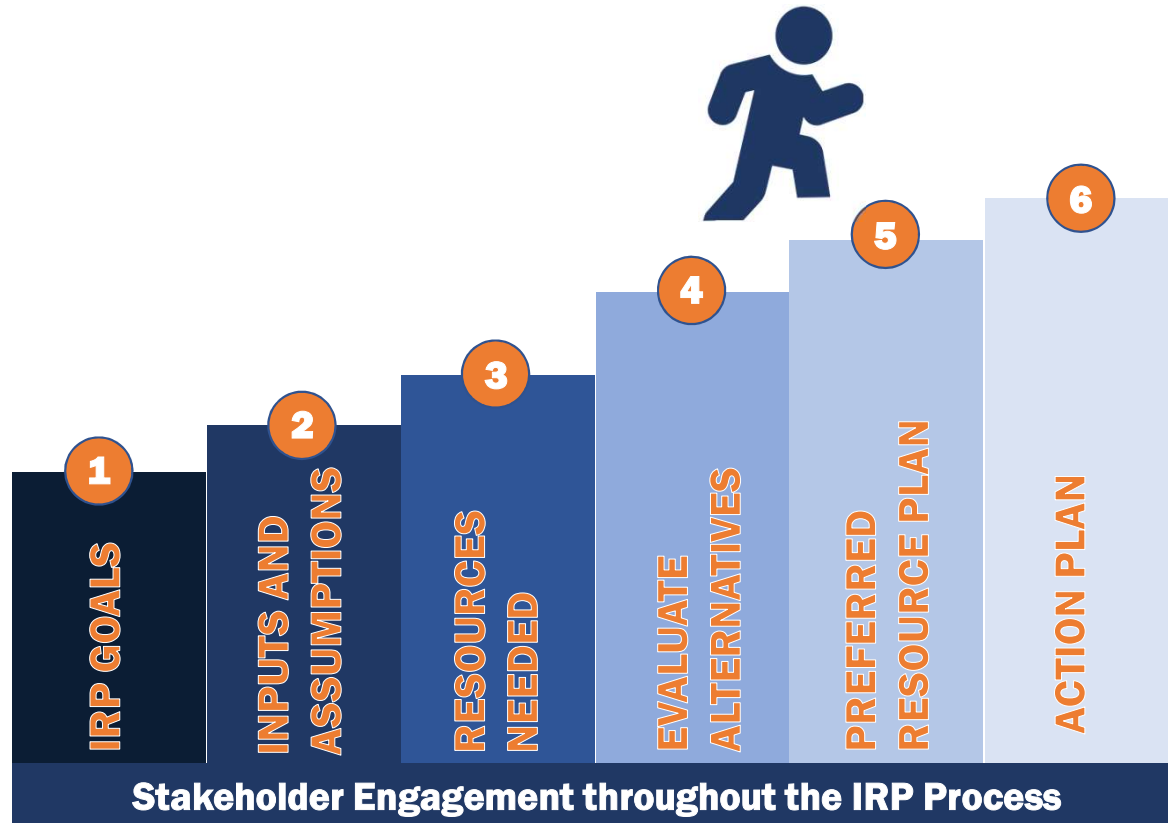 1
IRP GOALS
2
INPUTS AND
ASSUMPTIONS
3
RESOURCES
NEEDED
4
EVALUATE
ALTERNATIVES
5
PREFERRED
RESOURCE PLAN
6
ACTION PLAN
Stakeholder Engagement throughout the IRP Process